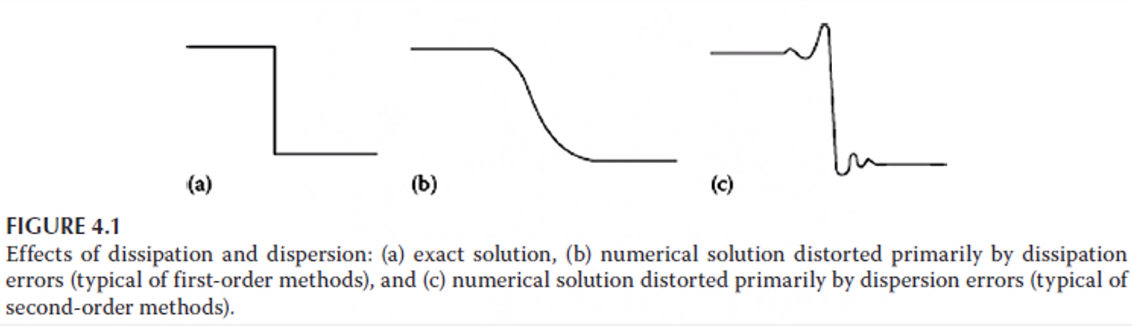 (a)
(b)
(c)
FIGURE 4.1
Effects of dissipation and dispersion: (a) exact solution, (b) numerical solution distorted primarily by dissipation
errors (typical of first-order methods), and (c) numerical solution distorted primarily by dispersion errors (typical of
second-order methods).